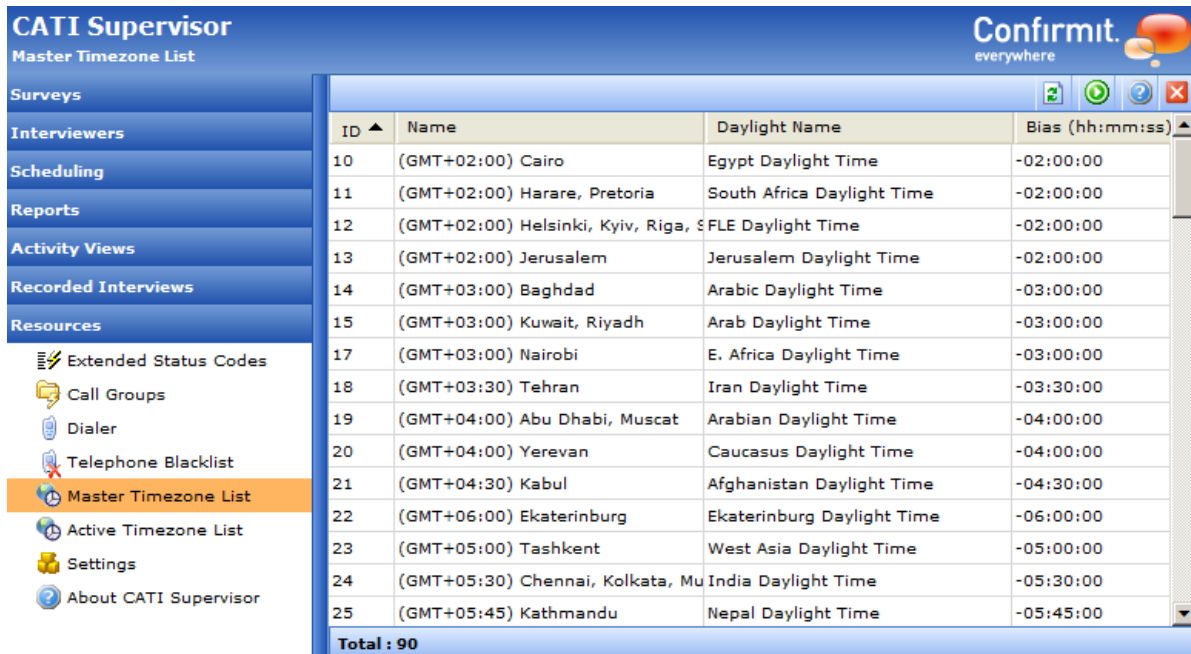 CATI Supervisor
Master Timezone List
Confirmit.
everywhere
Surveys
Interviewers
Scheduling
Reports
Activity Views
Recorded Interviews
Resources
Extended Status Codes
Call Groups
Dialer
Telephone Blacklist
Master Timezone List
Active Timezone List
Settings
About CATI Supervisor
ID Name Daylight Name Bias (hh:mm:ss)
10 (GMT+02:00) Cairo Egypt Daylight Time -02:00:00
11 (GMT+02:00) Harare, Pretoria South Africa Daylight Time -02:00:00
12 (GMT+02:00) Helsinki, Kyiv, Riga, FLE Daylight Time -02:00:00
13 (GMT+02:00) Jerusalem Jerusalem Daylight Time -02:00:00
14 (GMT+03:00) Baghdad Arabic Daylight Time -03:00:00
15 (GMT+03:00) Kuwait, Riyadh Arab Daylight Time -03:00:00
17 (GMT+03:00) Nairobi E. Africa Daylight Time -03:00:00
18 (GMT+03:30) Tehran Iran Daylight Time -03:30:00
19 (GMT+04:00) Abu Dhabi, Muscat Arabian Daylight Time -04:00:00
20 (GMT+04:00) Yerevan Caucasus Daylight Time -04:00:00
21 (GMT+04:30) Kabul Afghanistan Daylight Time -04:30:00
22 (GMT+06:00) Ekaterinburg Ekaterinburg Daylight Time -06:00:00
23 (GMT+05:00) Tashkent West Asia Daylight Time -05:00:00
24 (GMT+05:30) Chennai, Kolkata, Mu India Daylight Time -05:30:00
25 (GMT+05:45) Kathmandu Nepal Daylight Time -05:45:00
Total : 90